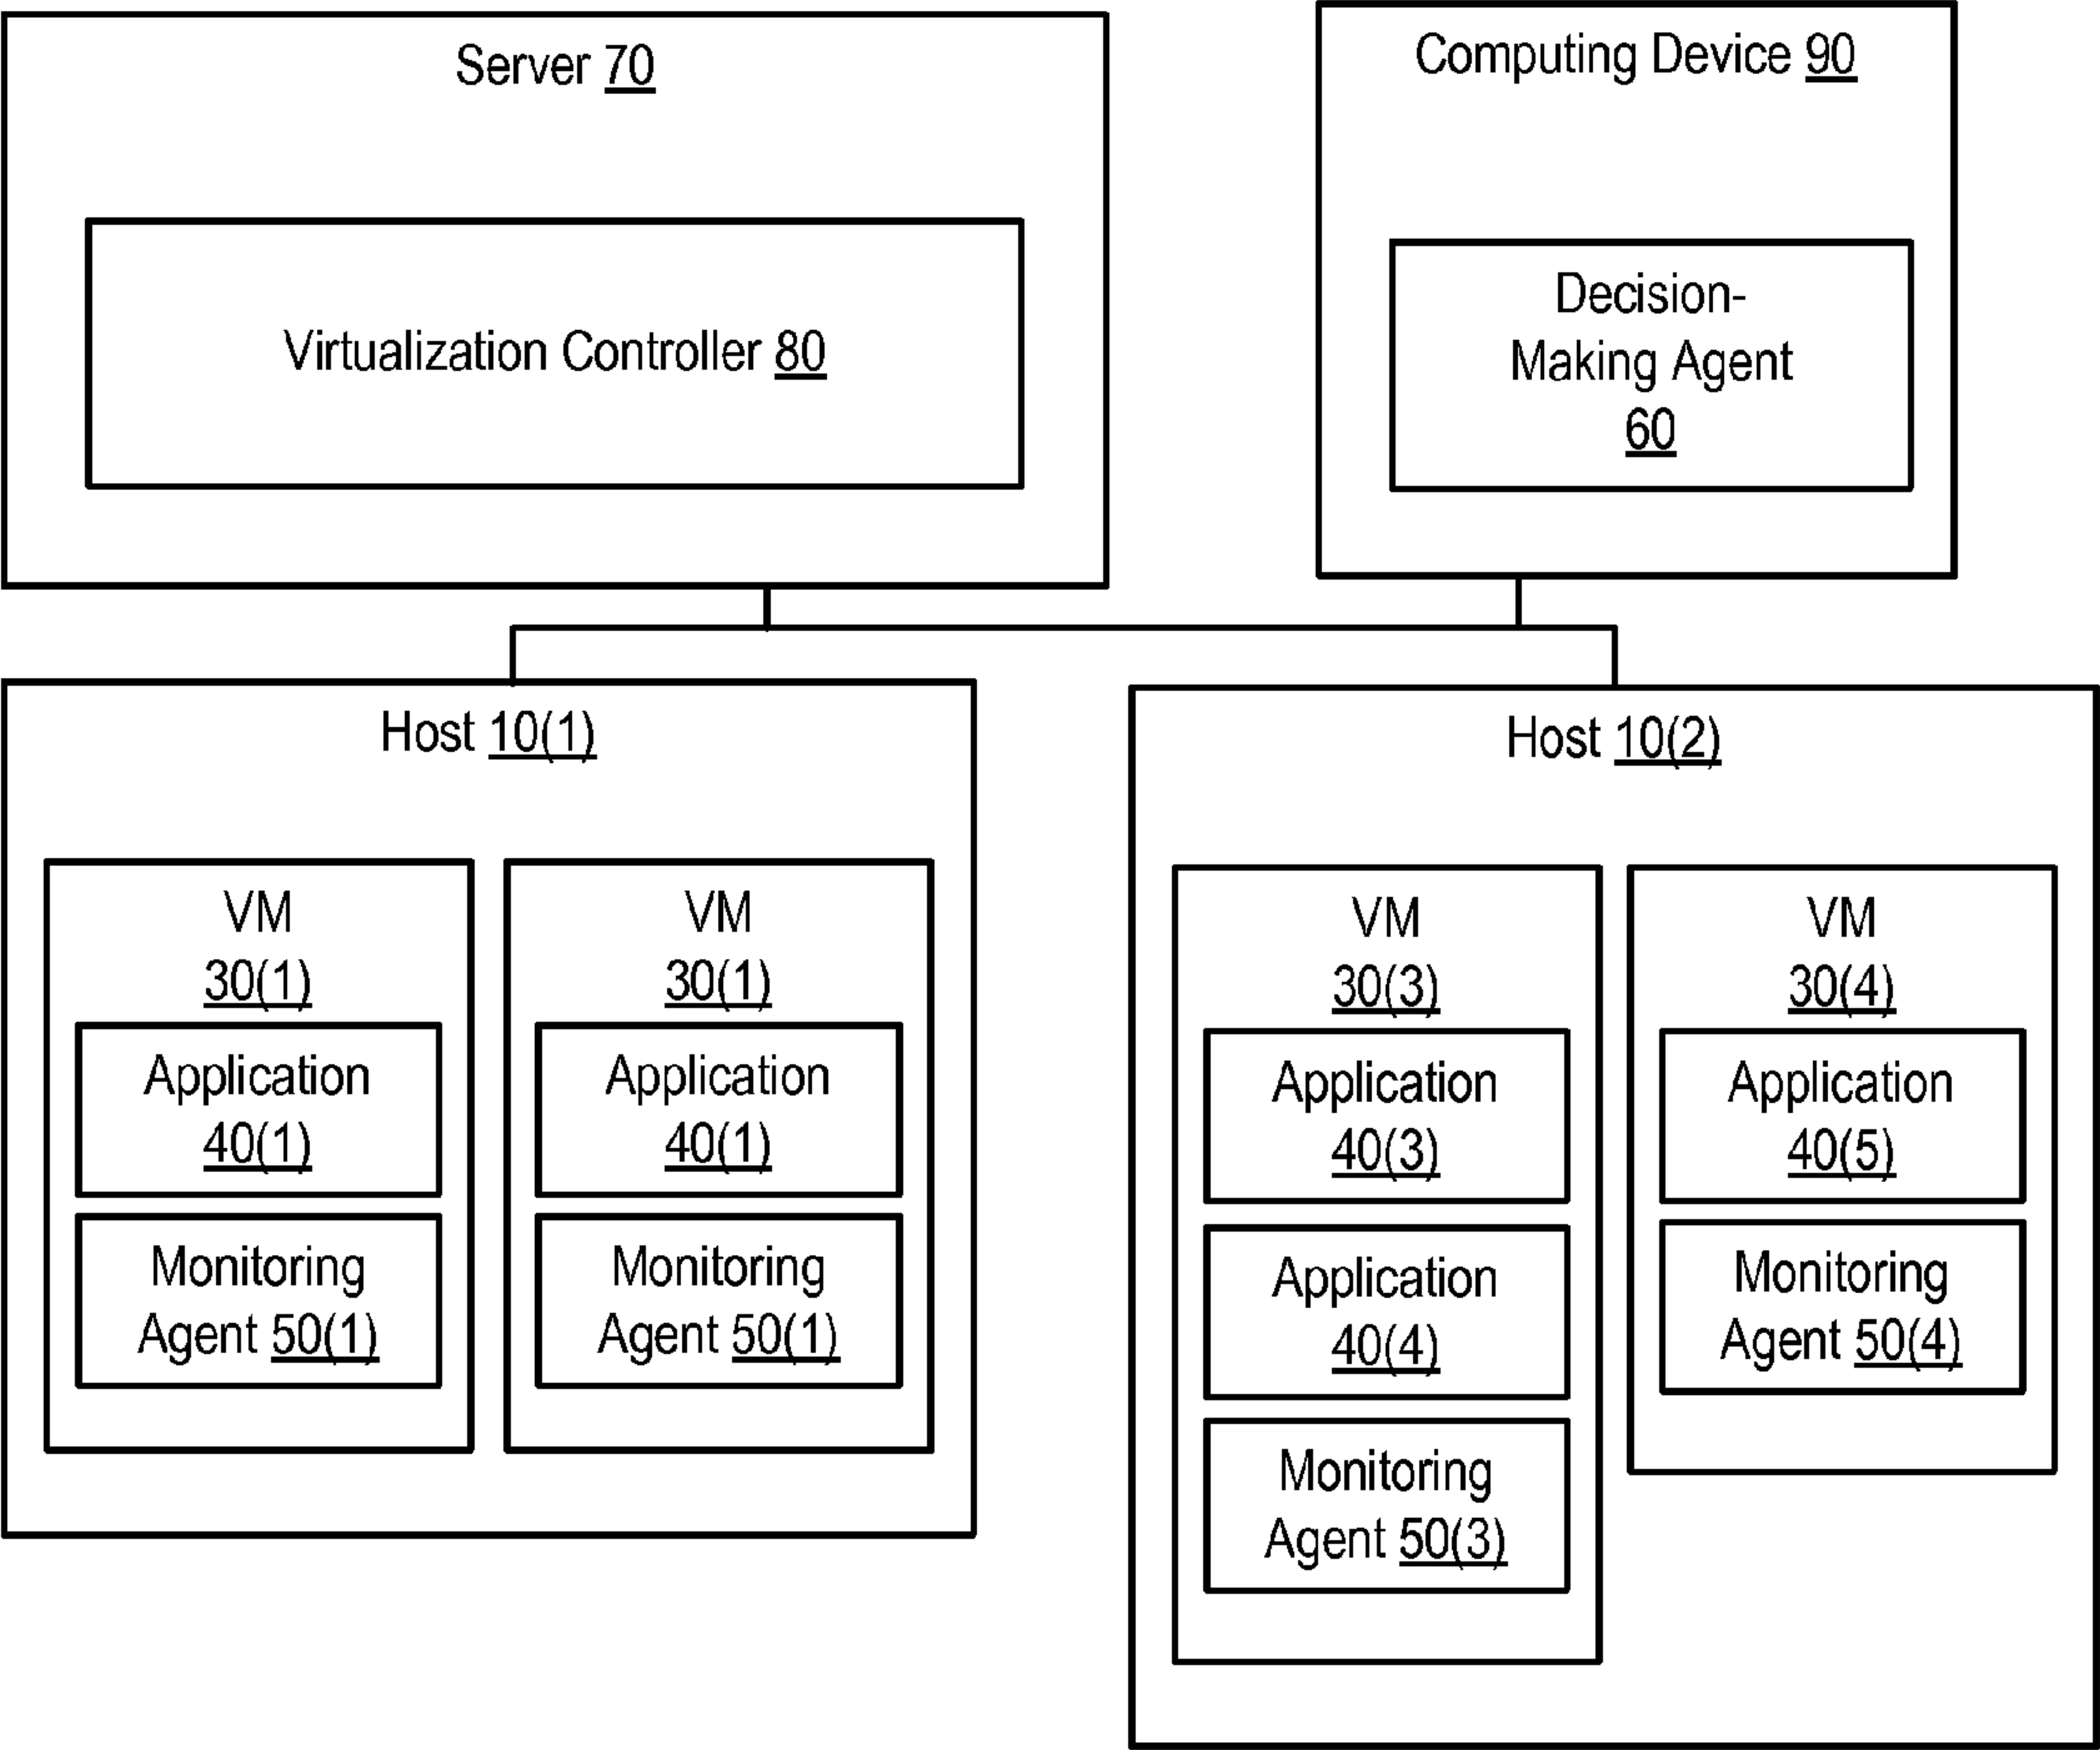 Server 70
Virtualization Controller 80
Computing Device 90
Decision-
Making Agent
60
Host 10(1)
VM
30(1)
Application
40(1)
Monitoring
Agent 50(1)
VM
30(1)
Application
40(1)
Monitoring
Agent 50(1)
Host 10(2)
VM
30(3)
Application
40(3)
Application
40(4)
Monitoring
Agent 50(3)
VM
30(4)
Application
40(5)
Monitoring
Agent 50(4)